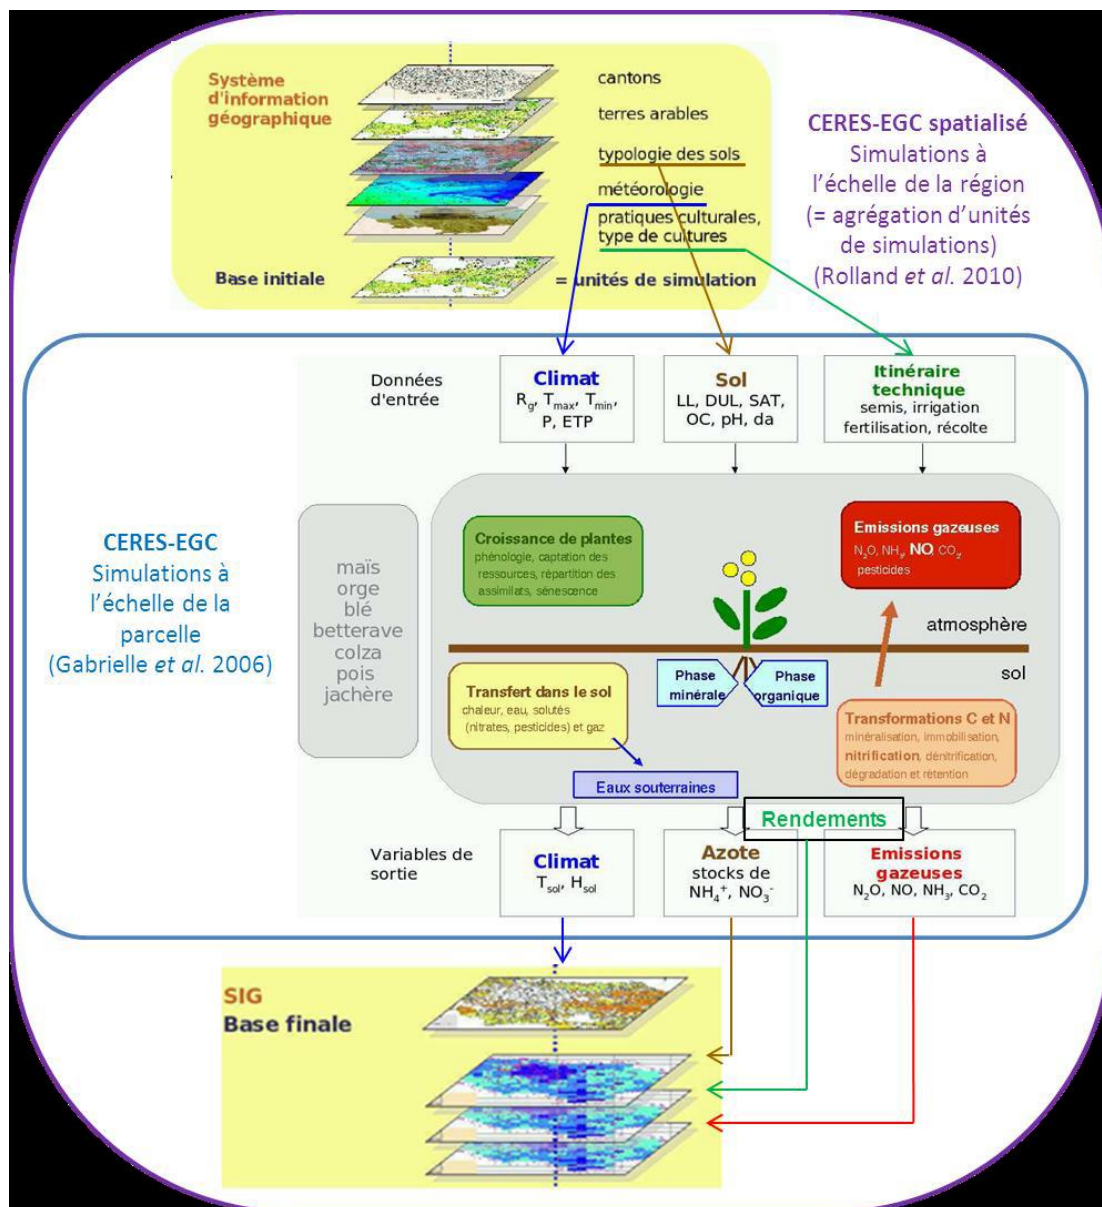 Système
d'information
géographique
cantons
terres arables
typologie des sols
météorologie
pratiques culturales,
type de cultures
Base initiale
= unités de simulation
CERES-EGC spatialisé
Simulations à
l'échelle de la région
(= agrégation d'unités
de simulations)
(Rolland et al. 2010)
Données
d'entrée
Climat
Rg, Tmax, Tmin,
P, ETP
Sol
LL, DUL, SAT,
OC, pH, da
Itinéraire
technique
semis, irrigation
fertilisation, récolte
CERES-EGC
Simulations à
l'échelle de la
parcelle
(Gabrielle et al. 2006)
maïs
orge
blé
betterave
colza
pois
jachère
Croissance de plantes
phénologie, captation des
ressources, répartition des
assimilats, sénescence
Emissions gazeuses
N2O, NH3, NO, CO2,
pesticides
atmosphère
sol
Phase
minérale
Phase
organique
Transfert dans le sol
chaleur, eau, solutés
(nitrates, pesticides) et gaz
Transformations C et N
minéralisation, immobilisation,
nitrification, dénitrification,
dégradation et rétention
Eaux souterraines
Rendements
Variables de
sortie
Climat
Tsol, Hsol
Azote
stocks de
NH4+, NO3-
Emissions
gazeuses
N2O, NO, NH3, CO2
SIG
Base finale